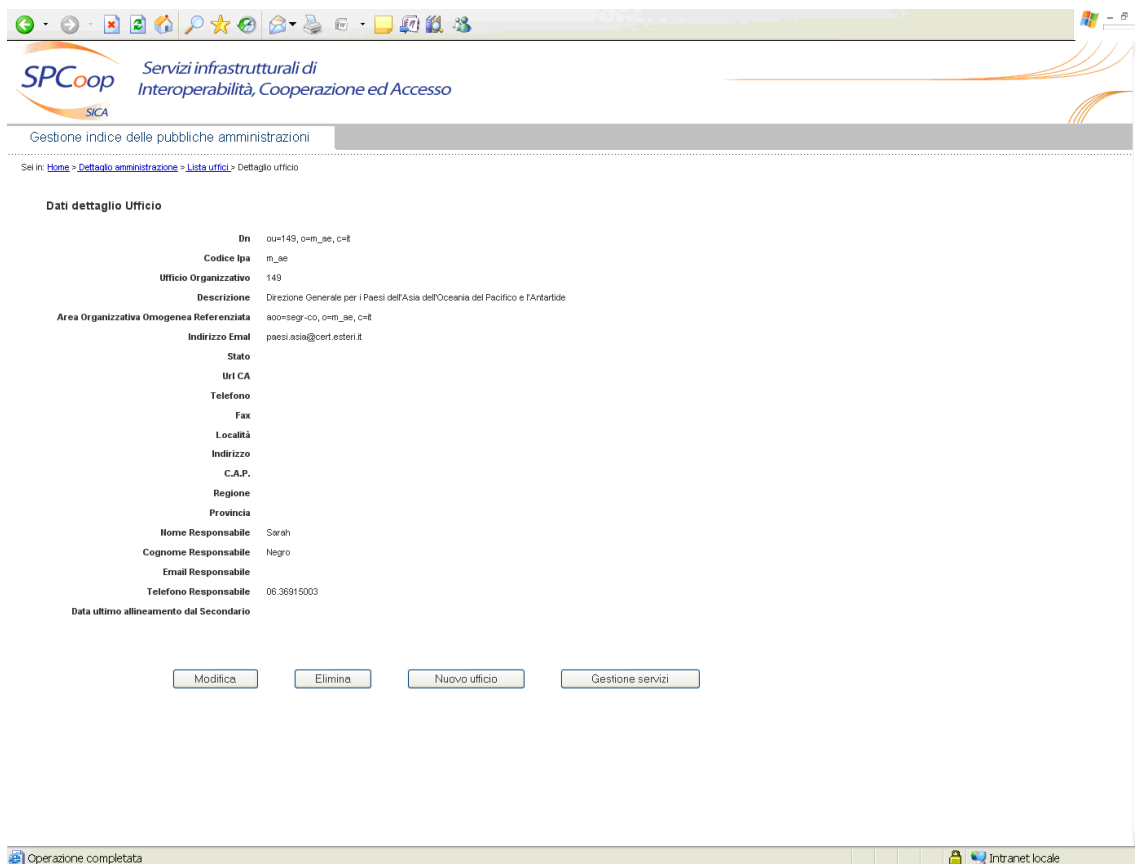 SPCoop
SICA
Servizi infrastrutturali di
Interoperabilità, Cooperazione ed Accesso
Gestione indice delle pubbliche amministrazioni
Sei in: Home > Dettaglio amministrazione > Lista uffici > Dettaglio ufficio
Dati dettaglio Ufficio
Dn ou=149, o=m_ae, c=it
Codice Ipa m_ae
Ufficio Organizzativo 149
Descrizione Direzione Generale per i Paesi dell'Asia dell'Oceania del Pacifico e l'Antartide
Area Organizzativa Omogenea Referenziata aoo=segr-co, o=m_ae, c=it
Indirizzo Email paesi.asia@cert.esteri.it
Stato
Url CA
Telefono
Fax
Località
Indirizzo
C.A.P.
Regione
Provincia
Nome Responsabile Sarah
Cognome Responsabile Negro
Email Responsabile
Telefono Responsabile 06.36915003
Data ultimo allineamento dal Secondario
Modifica Elimina Nuovo ufficio Gestione servizi
Operazione completata Intranet locale